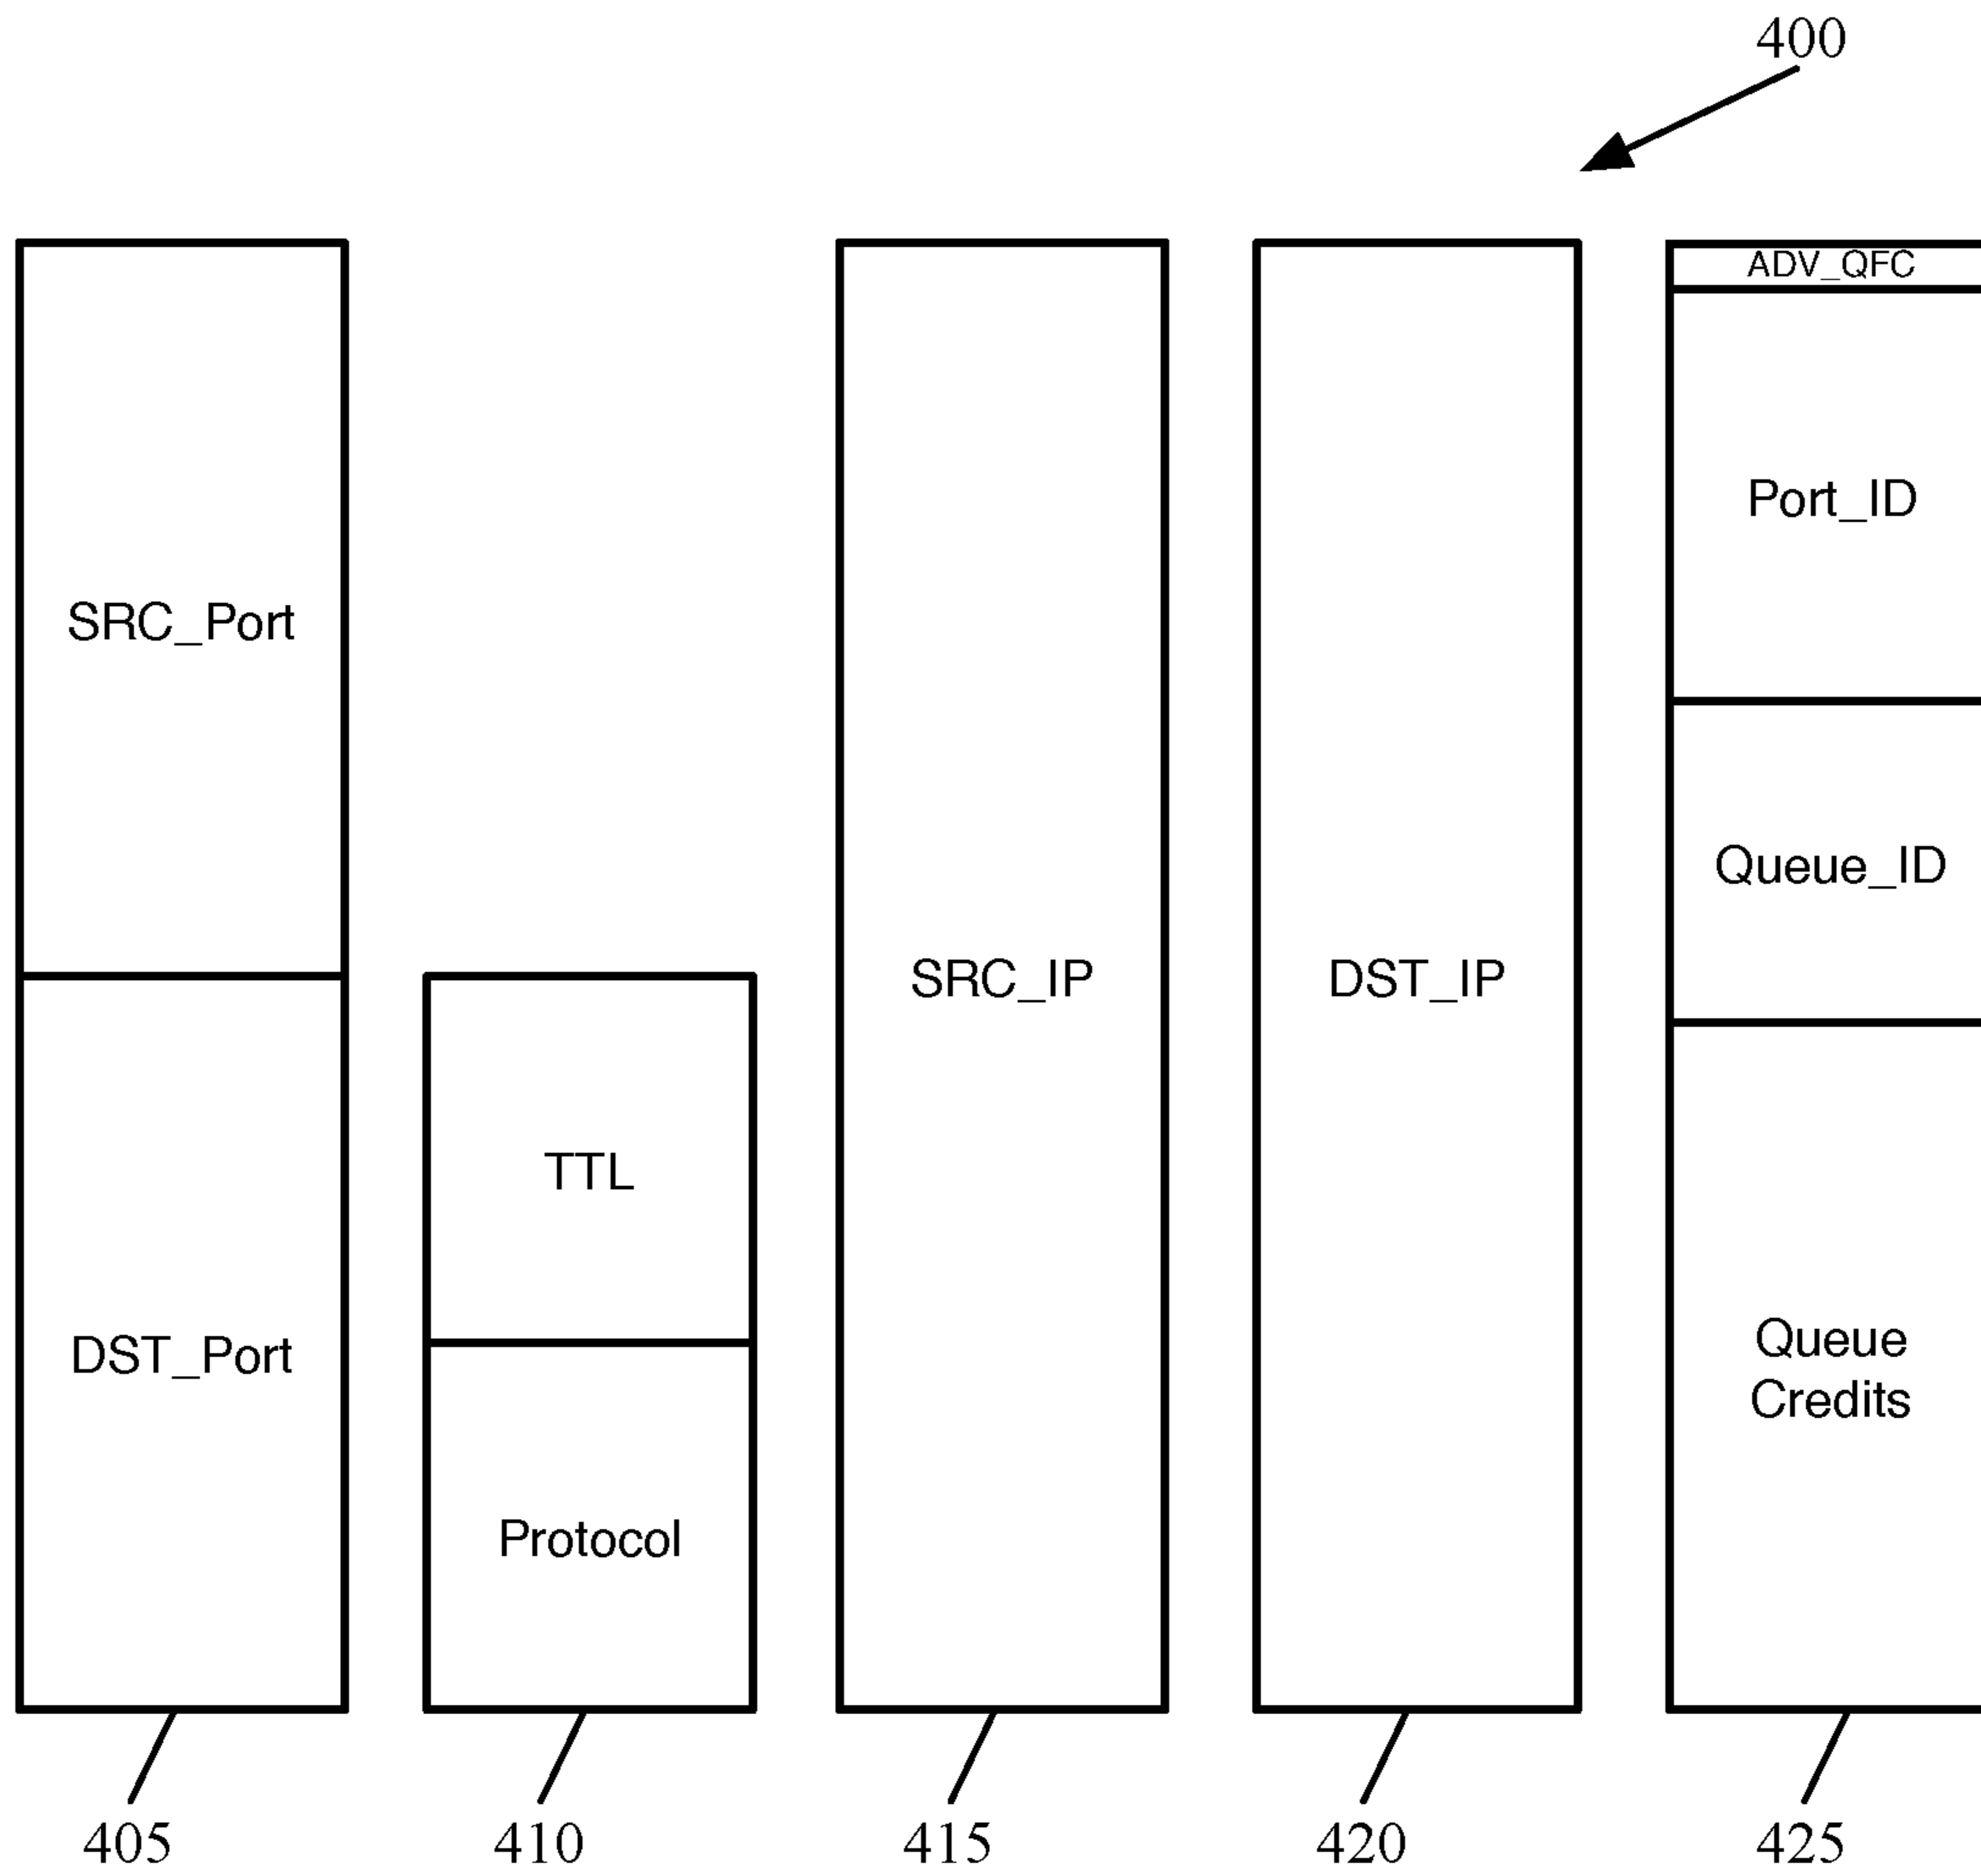 400
ADV_QFC
Port_ID
SRC_Port
Queue_ID
SRC_IP
DST_IP
TTL
DST_Port
Queue
Credits
Protocol
405
410
415
420
425